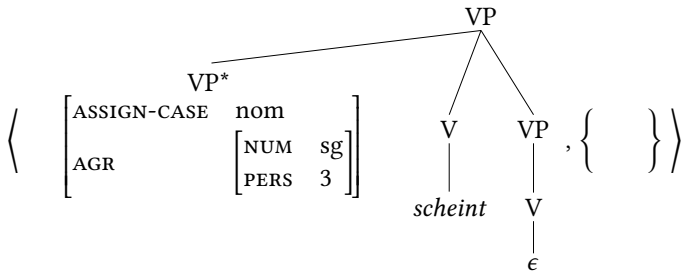 VP
VP*
⟨ [ASSIGN-CASE nom
AGR [NUM sg
PERS 3]] V VP , { } ⟩
scheint V
ϵ